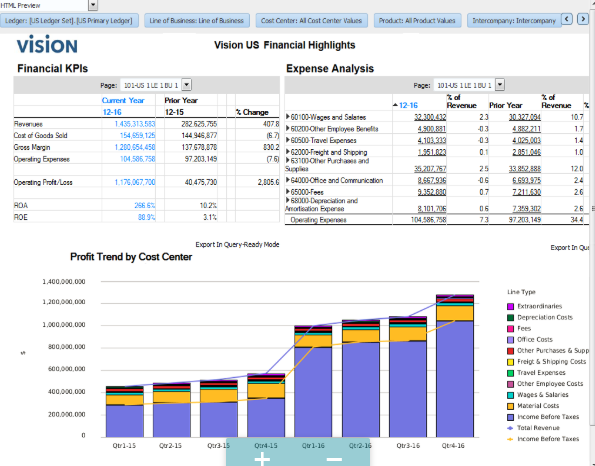 HTML Preview
Ledger: [US Ledger Set]..[US Primary Ledger] Line of Business: Line of Business Cost Center: All Cost Center Values Product: All Product Values Intercompany: Intercompany
VISION
Vision US Financial Highlights
Financial KPIs
Page: 101-US 1 LE 1 BU 1
Current Year Prior Year
12-16 12-15 % Change
Revenues 1,435,313,583 282,625,755 407.8
Cost of Goods Sold 154,659,125 144,946,877 (6.7)
Gross Margin 1,280,654,458 137,678,878 830.2
Operating Expenses 104,586,758 97,203,149 (7.6)
Operating Profit/Loss 1,176,067,700 40,475,730 2,805.6
ROA 266.6% 10.2%
ROE 88.9% 3.1%
Export In Query-Ready Mode
Expense Analysis
Page: 101-US 1 LE 1 BU 1
% of % of
12-16 Revenue Prior Year Revenue %
60100-Wages and Salaries 32,300,432 2.3 30,327,094 10.7
60200-Other Employee Benefits 4,900,881 -0.3 4,882,211 1.7
60500-Travel Expenses 4,103,333 -0.3 4,025,003 1.4
62000-Freight and Shipping 1,951,823 0.1 2,851,046 1.0
63100-Other Purchases and
Supplies 35,207,767 2.5 33,852,888 12.0
64000-Office and Communication 8,667,936 -0.6 6,693,975 2.4
65000-Fees 9,352,880 0.7 7,211,630 2.6
68000-Depreciation and
Amortisation Expense 8,101,706 0.6 7,359,302 2.6
Operating Expenses 104,586,758 7.3 97,203,149 34.4
Export In Qu
Profit Trend by Cost Center
1,400,000,000
1,200,000,000
1,000,000,000
800,000,000
600,000,000
400,000,000
200,000,000
0
$
Qtr1-15 Qtr2-15 Qtr3-15 Qtr4-15 Qtr1-16 Qtr2-16 Qtr3-16 Qtr4-16
Line Type
Extraordinaries
Depreciation Costs
Fees
Office Costs
Other Purchases & Supp
Freigt & Shipping Costs
Travel Expenses
Other Employee Costs
Wages & Salaries
Material Costs
Income Before Taxes
Total Revenue
Income Before Taxes